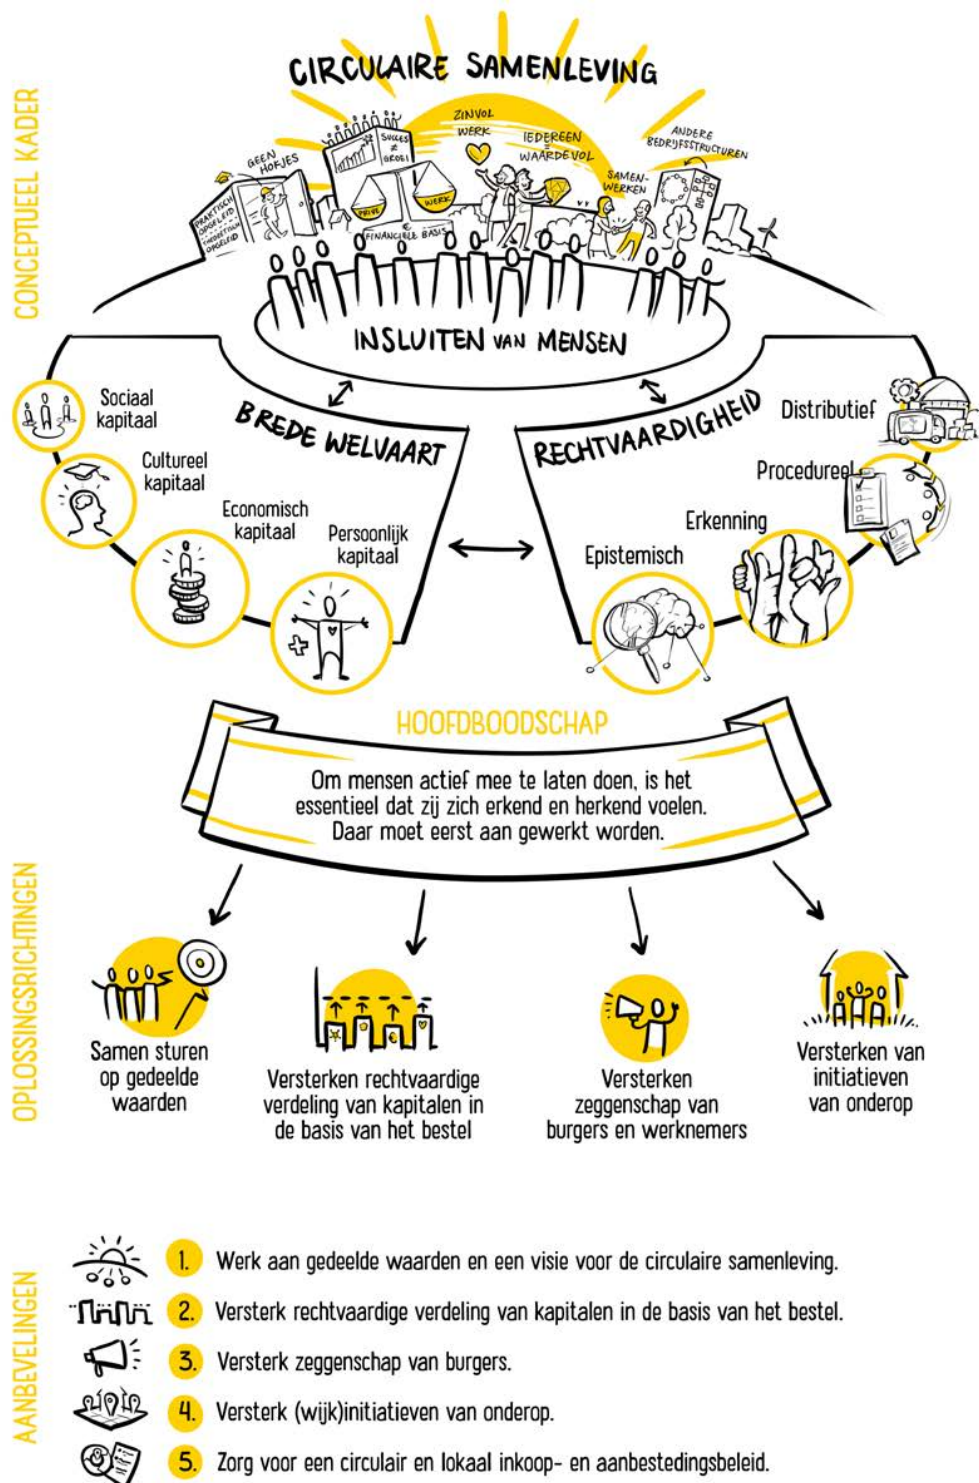 CONCEPTUEEL KADER
CIRCULAIRE SAMENLEVING
GEEN
HOKJES
PRAKTISCH
OPGELEID
THEORETISCH
OPGELEID
SUCCES
≠
GROEI
PRIVÉ
WERK
€
FINANCIËLE BASIS
ZINVOL
WERK
IEDEREEN
=
WAARDEVOL
SAMEN-
WERKEN
ANDERE
BEDRIJFSSTRUCTUREN
INSLUITEN VAN MENSEN
BREDE WELVAART
Sociaal
kapitaal
Cultureel
kapitaal
Economisch
kapitaal
Persoonlijk
kapitaal
RECHTVAARDIGHEID
Distributief
Procedureel
Erkenning
Epistemisch
HOOFDBOODSCHAP
Om mensen actief mee te laten doen, is het
essentieel dat zij zich erkend en herkend voelen.
Daar moet eerst aan gewerkt worden.
OPLOSSINGSRICHTINGEN
Samen sturen
op gedeelde
waarden
Versterken rechtvaardige
verdeling van kapitalen in
de basis van het bestel
Versterken
zeggenschap van
burgers en werknemers
Versterken van
initiatieven
van onderop
AANBEVELINGEN
1. Werk aan gedeelde waarden en een visie voor de circulaire samenleving.
2. Versterk rechtvaardige verdeling van kapitalen in de basis van het bestel.
3. Versterk zeggenschap van burgers.
4. Versterk (wijk)initiatieven van onderop.
5. Zorg voor een circulair en lokaal inkoop- en aanbestedingsbeleid.